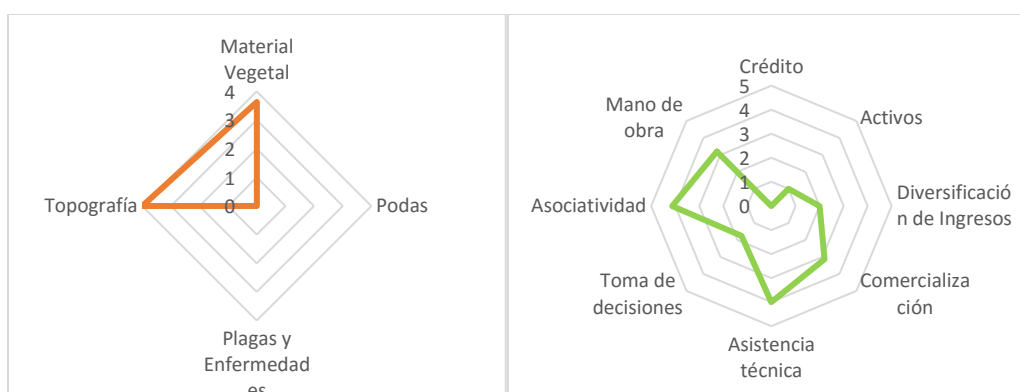 Material
Vegetal
4
3
2
1
0
Topografía
Podas
Plagas y
Enfermedad
es
Crédito
5
4
3
2
1
0
Mano de
obra
Activos
Asociatividad
Diversificació
n de Ingresos
Toma de
decisiones
Comercializa
ción
Asistencia
técnica